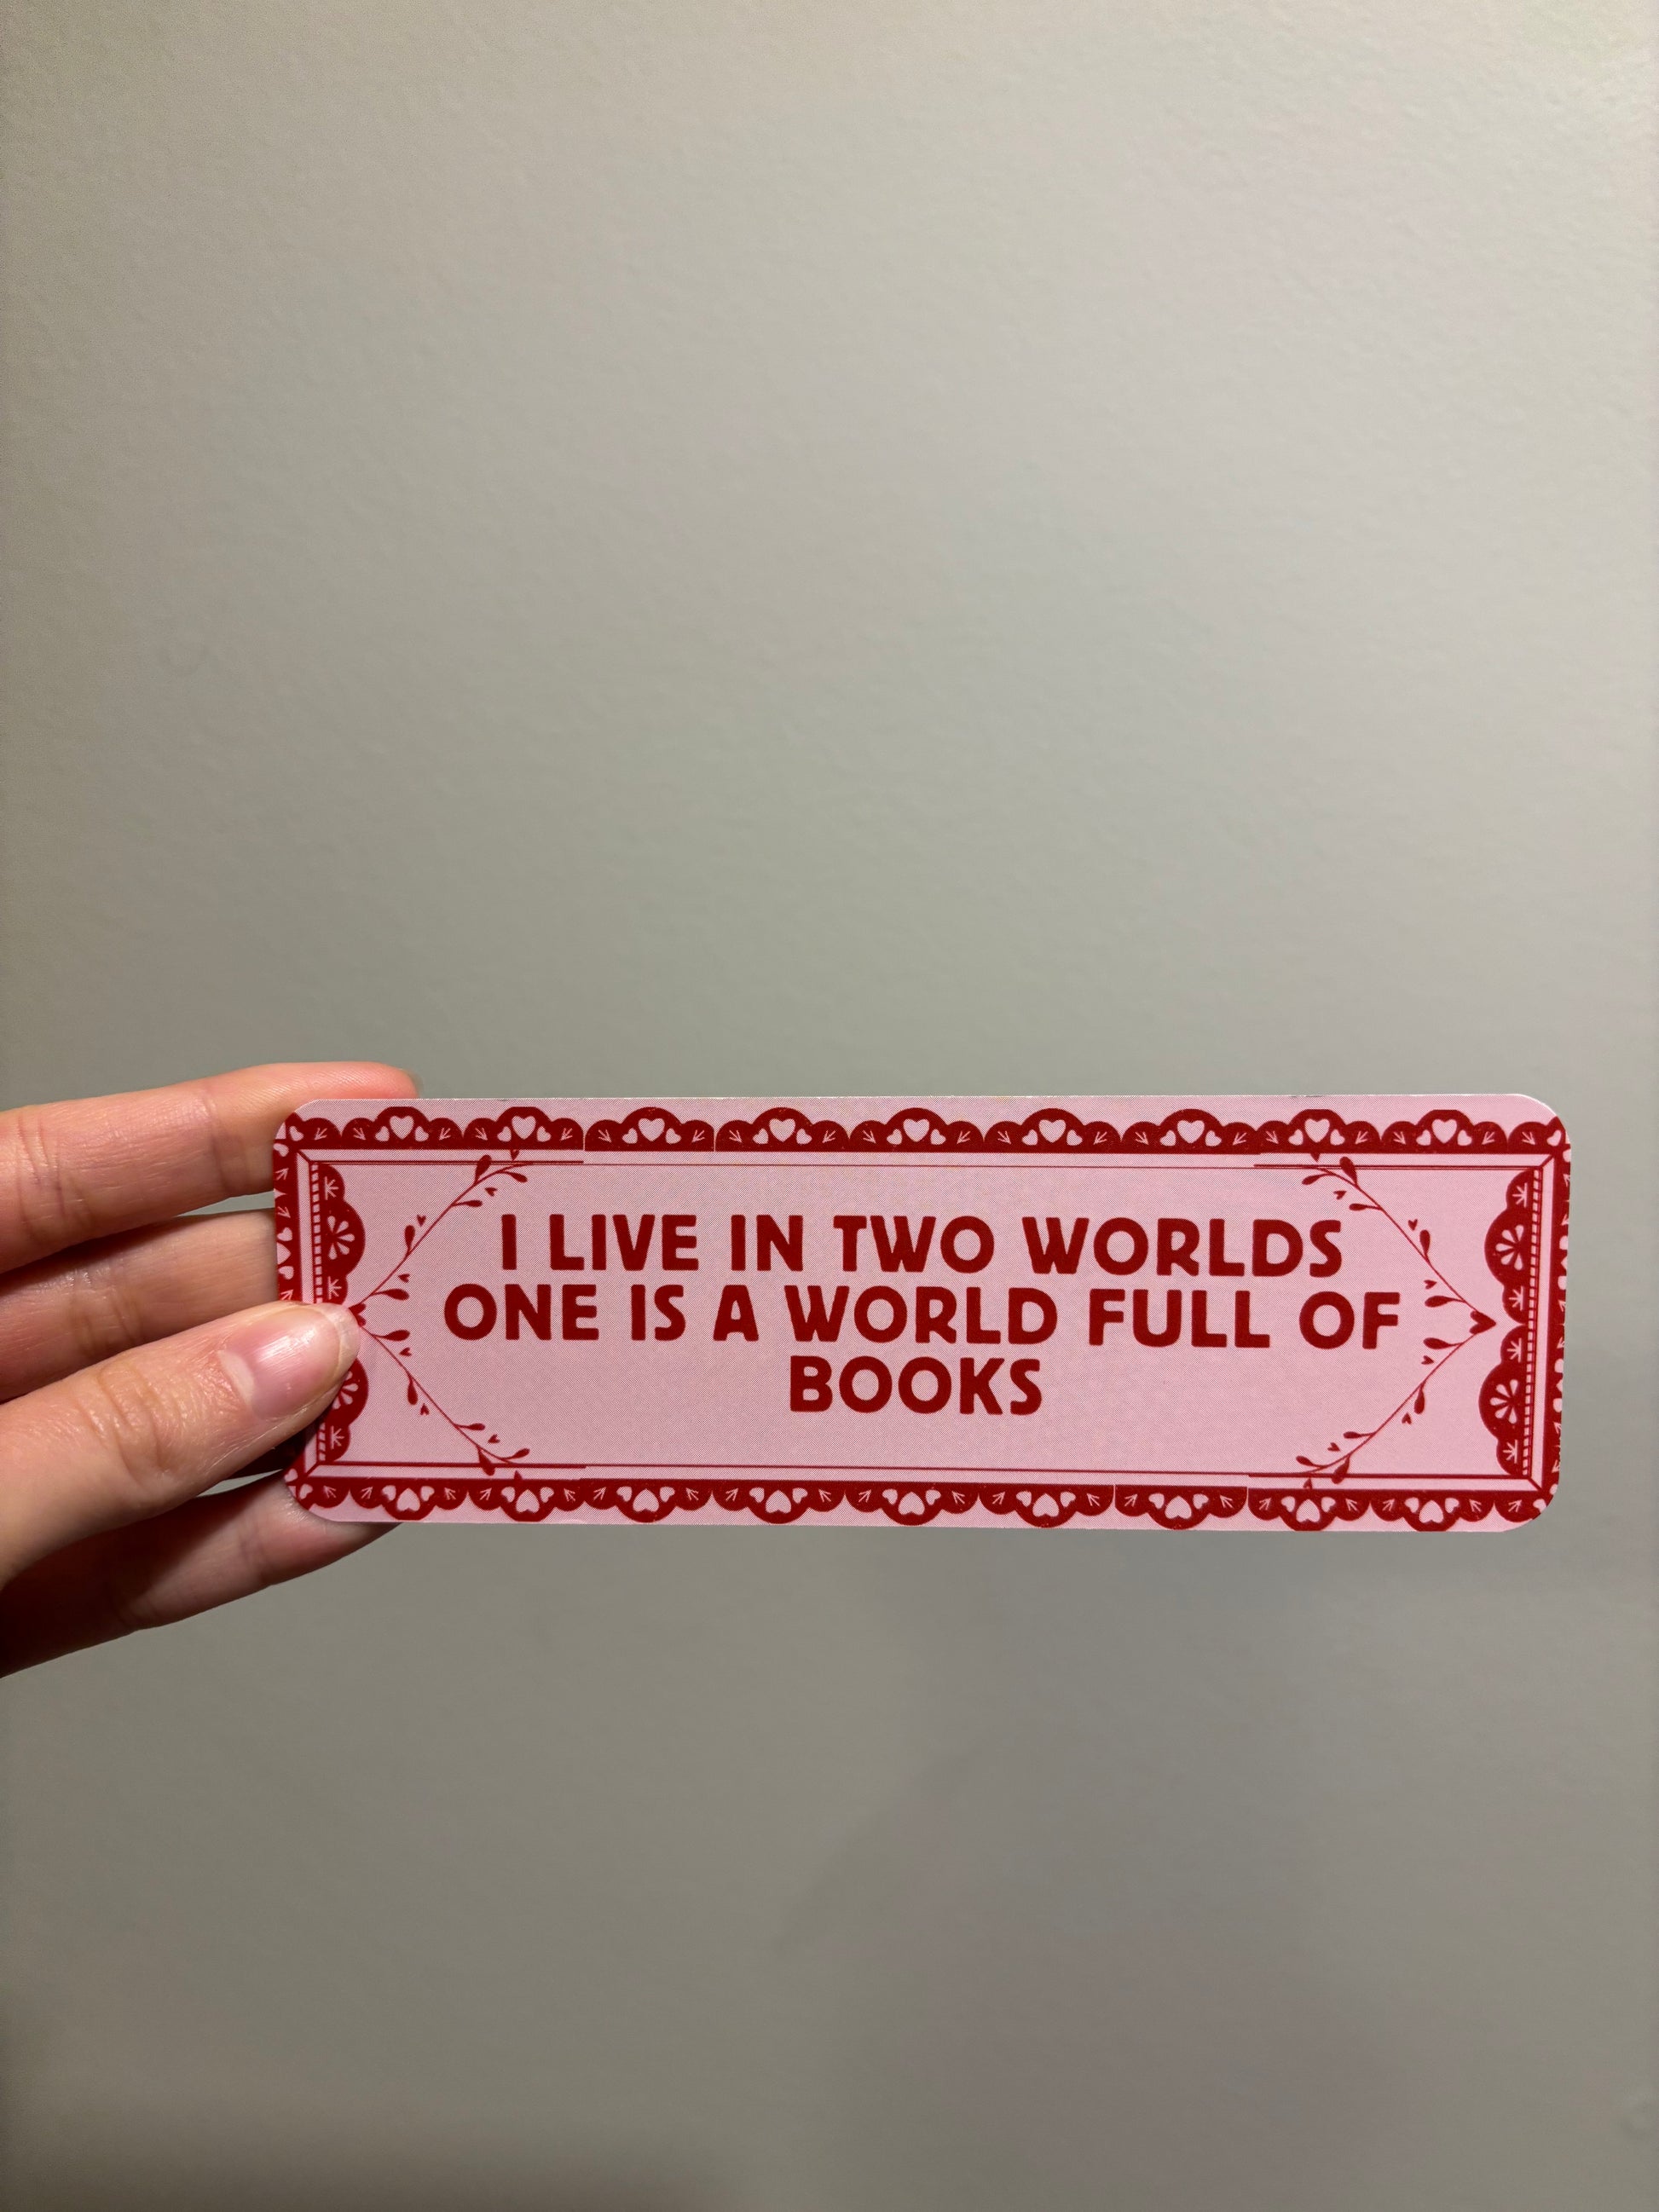 I LIVE IN TWO WORLDS
ONE IS A WORLD FULL OF
BOOKS